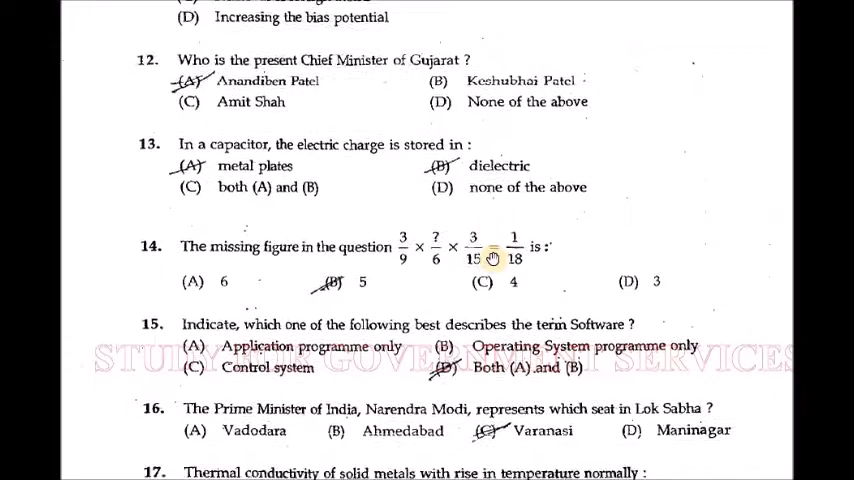 (D) Increasing the bias potential
12. Who is the present Chief Minister of Gujarat ?
(A) Anandiben Patel (B) Keshubhai Patel
(C) Amit Shah (D) None of the above
13. In a capacitor, the electric charge is stored in :
(A) metal plates (B) dielectric
(C) both (A) and (B) (D) none of the above
14. The missing figure in the question 3/9 × ?/6 × 3/15 = 1/18 is :
(A) 6 (B) 5 (C) 4 (D) 3
15. Indicate, which one of the following best describes the term Software ?
(A) Application programme only (B) Operating System programme only
STUDY FOR GOVERNMENT SERVICES
(C) Control system (D) Both (A) and (B)
16. The Prime Minister of India, Narendra Modi, represents which seat in Lok Sabha ?
(A) Vadodara (B) Ahmedabad (C) Varanasi (D) Maninagar
17. Thermal conductivity of solid metals with rise in temperature normally :